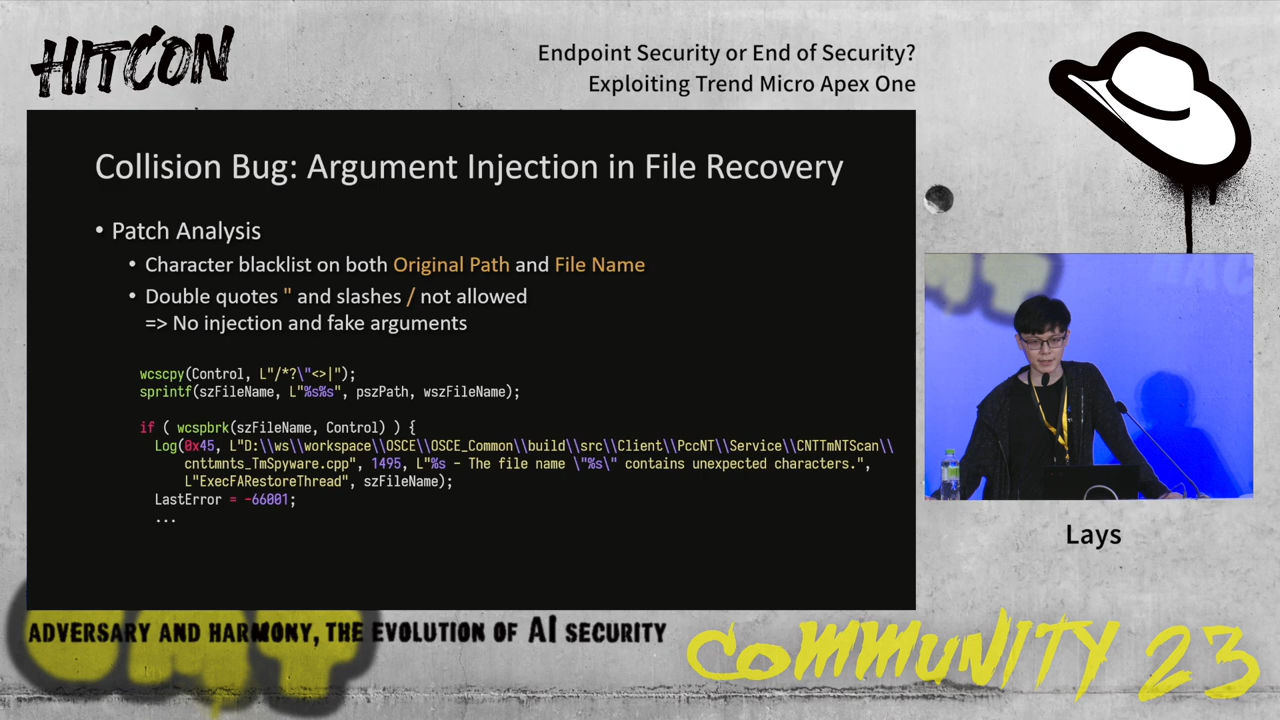 HITCON
Endpoint Security or End of Security?
Exploiting Trend Micro Apex One
Collision Bug: Argument Injection in File Recovery
• Patch Analysis
• Character blacklist on both Original Path and File Name
• Double quotes " and slashes / not allowed
=> No injection and fake arguments
wcscpy(Control, L"/*?\"<>|");
sprintf(szFileName, L"%s%s", pszPath, wszFileName);
if ( wcspbrk(szFileName, Control) ) {
Log(0x45, L"D:\\ws\\workspace\\OSCE\\OSCE_Common\\build\\src\\Client\\PccNT\\Service\\CNTTmNTScan\\
cnttmnts_TmSpyware.cpp", 1495, L"%s - The file name \"%s\" contains unexpected characters.",
L"ExecFARestoreThread", szFileName);
LastError = -66001;
...
Lays
ADVERSARY AND HARMONY, THE EVOLUTION OF AI SECURITY
COMMUNITY 23